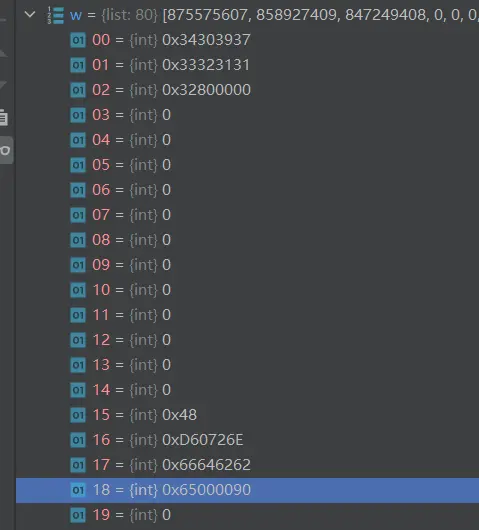 w = {list: 80} [875575607, 858927409, 847249408, 0, 0, 0,
01 00 = {int} 0x34303937
01 01 = {int} 0x33323131
01 02 = {int} 0x32800000
01 03 = {int} 0
01 04 = {int} 0
01 05 = {int} 0
01 06 = {int} 0
01 07 = {int} 0
01 08 = {int} 0
01 09 = {int} 0
01 10 = {int} 0
01 11 = {int} 0
01 12 = {int} 0
01 13 = {int} 0
01 14 = {int} 0
01 15 = {int} 0x48
01 16 = {int} 0xD60726E
01 17 = {int} 0x66646262
01 18 = {int} 0x65000090
01 19 = {int} 0